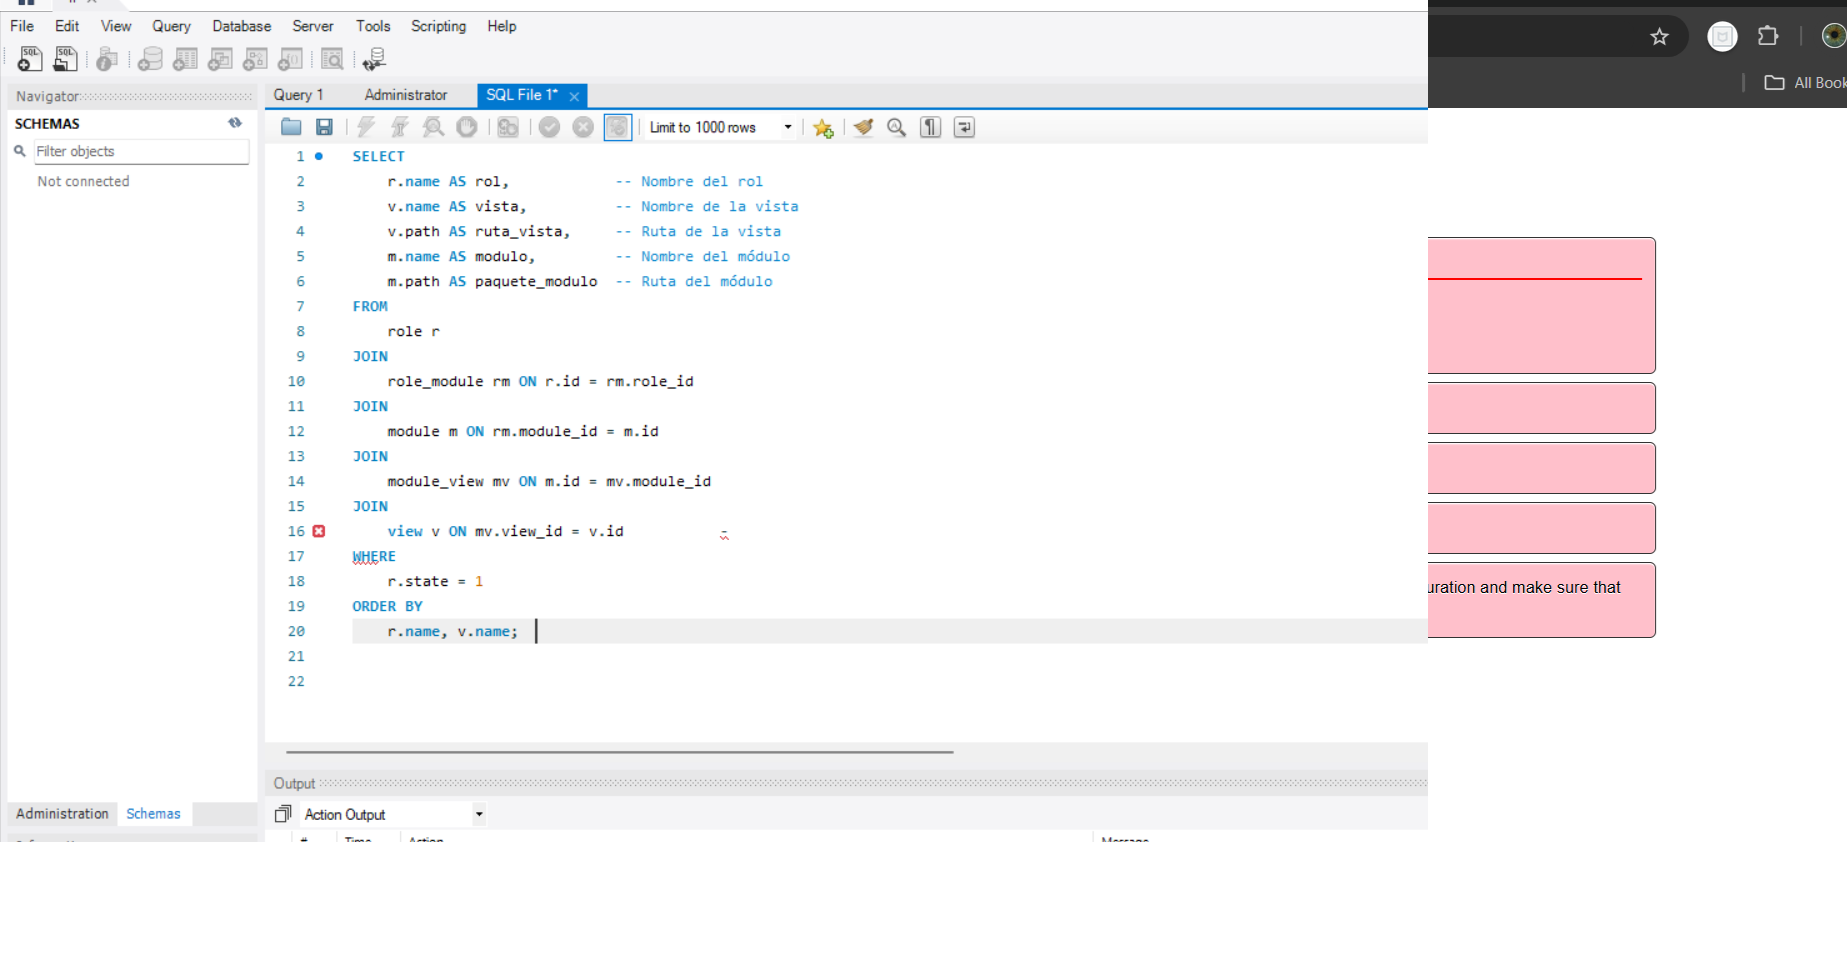 File Edit View Query Database Server Tools Scripting Help
All Book
Navigator
Query 1 Administrator SQL File 1*
SCHEMAS
Limit to 1000 rows
Filter objects
Not connected
1 SELECT
2 r.name AS rol, -- Nombre del rol
3 v.name AS vista, -- Nombre de la vista
4 v.path AS ruta_vista, -- Ruta de la vista
5 m.name AS modulo, -- Nombre del módulo
6 m.path AS paquete_modulo -- Ruta del módulo
7 FROM
8 role r
9 JOIN
10 role_module rm ON r.id = rm.role_id
11 JOIN
12 module m ON rm.module_id = m.id
13 JOIN
14 module_view mv ON m.id = mv.module_id
15 JOIN
16 view v ON mv.view_id = v.id -
17 WHERE
18 r.state = 1
19 ORDER BY
20 r.name, v.name;
21
22
uration and make sure that
Output
Administration Schemas
Action Output
# Time Action Message